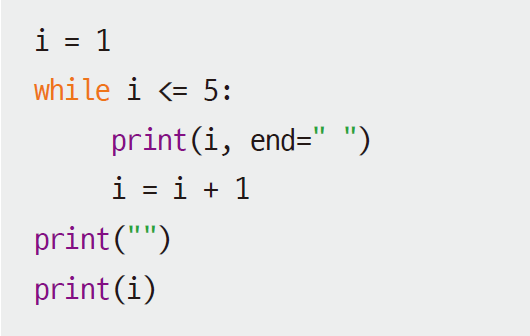 i = 1
while i <= 5:
     print(i, end=" ")
     i = i + 1
print("")
print(i)